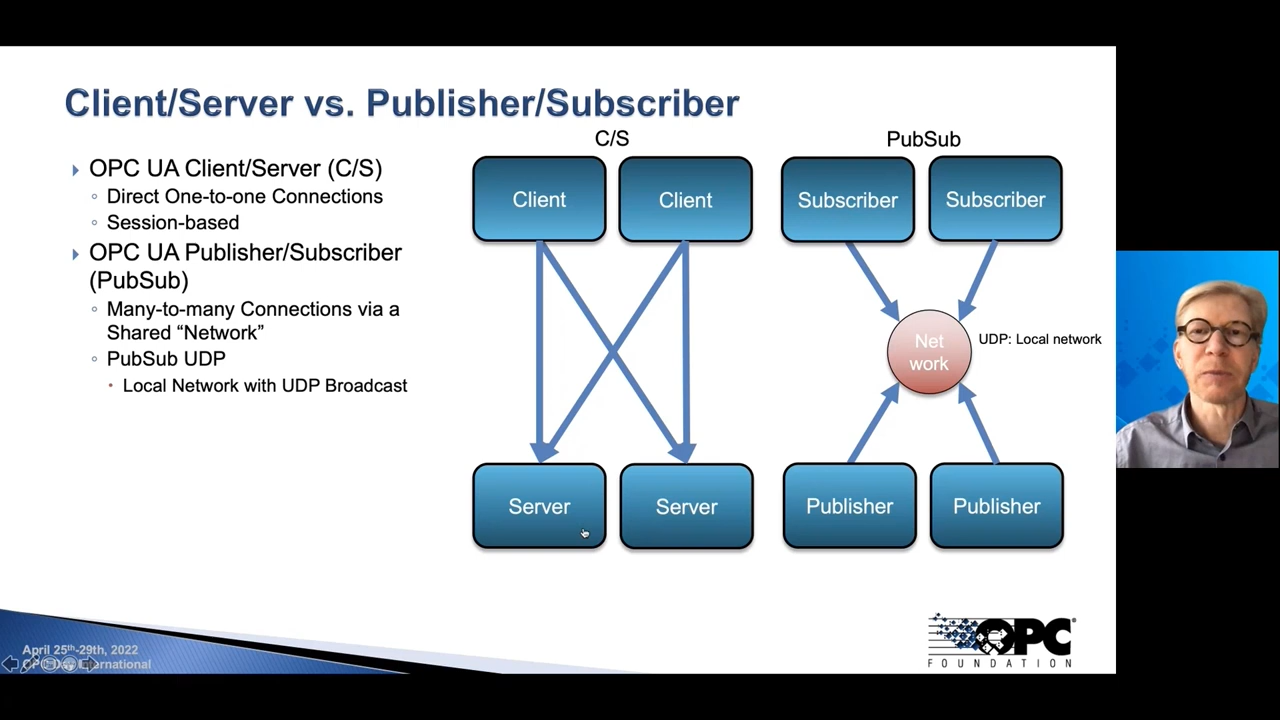 Client/Server vs. Publisher/Subscriber
OPC UA Client/Server (C/S)
Direct One-to-one Connections
Session-based
OPC UA Publisher/Subscriber
(PubSub)
Many-to-many Connections via a
Shared “Network”
PubSub UDP
Local Network with UDP Broadcast
C/S
Client
Client
Server
Server
PubSub
Subscriber
Subscriber
Net
work
UDP: Local network
Publisher
Publisher
April 25th-29th, 2022
International
OPC
FOUNDATION